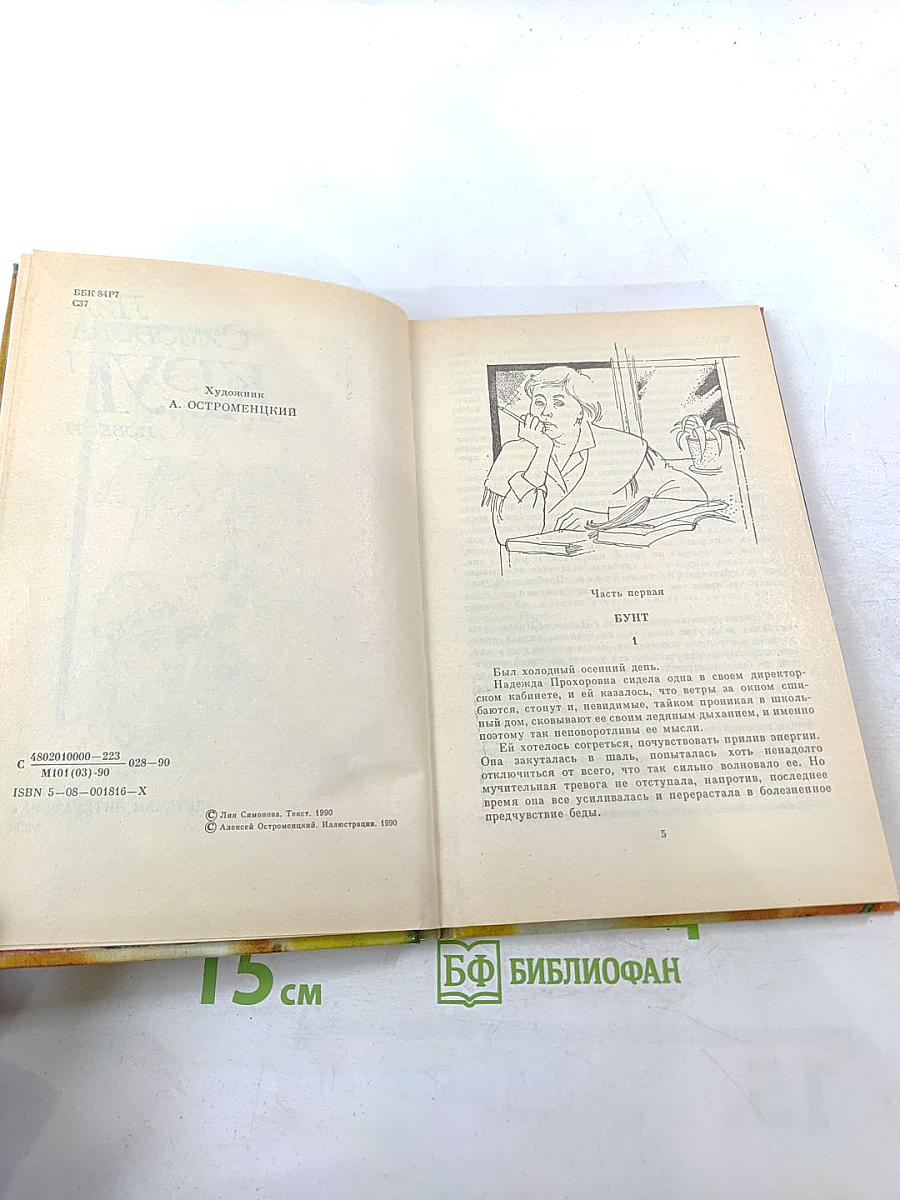 ББК 84Р7
С37
Художник
А. ОСТРОМЕНЦКИЙ
С 4802010000—223 028—90
М101(03)-90
ISBN 5—08—001816—X
© Лия Симонова. Текст. 1990
© Алексей Остроменцкий. Иллюстрации. 1990
Часть первая
БУНТ
1
Был холодный осенний день.
Надежда Прохоровна сидела одна в своем директор-
ском кабинете, и ей казалось, что ветры за окном сши-
баются, стонут и, невидимые, тайком проникая в школь-
ный дом, сковывают ее своим ледяным дыханием, и именно
поэтому так неповоротливы ее мысли.
Ей хотелось согреться, почувствовать прилив энергии.
Она закуталась в шаль, попыталась хоть ненадолго
отключиться от всего, что так сильно волновало ее. Но
мучительная тревога не отступала, напротив, последнее
время она все усиливалась и перерастала в болезненное
предчувствие беды.
5
15 см
БФ БИБЛИОФАН